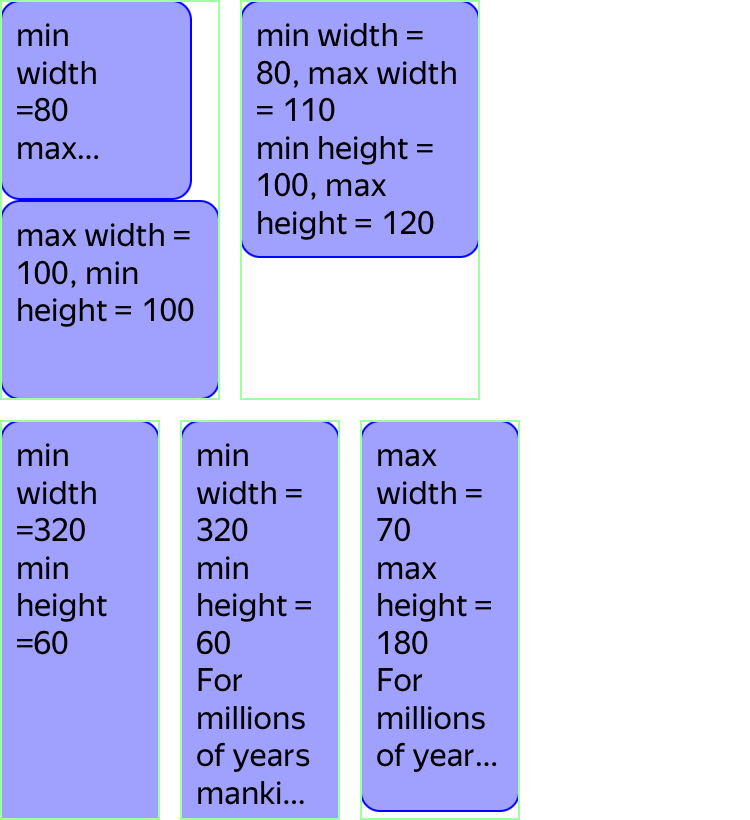 min
width
=80
max...
max width =
100, min
height = 100
min width =
80, max width
= 110
min height =
100, max
height = 120
min
width
=320
min
height
=60
min
width =
320
min
height =
60
For
millions
of years
manki...
max
width =
70
max
height =
180
For
millions
of year...